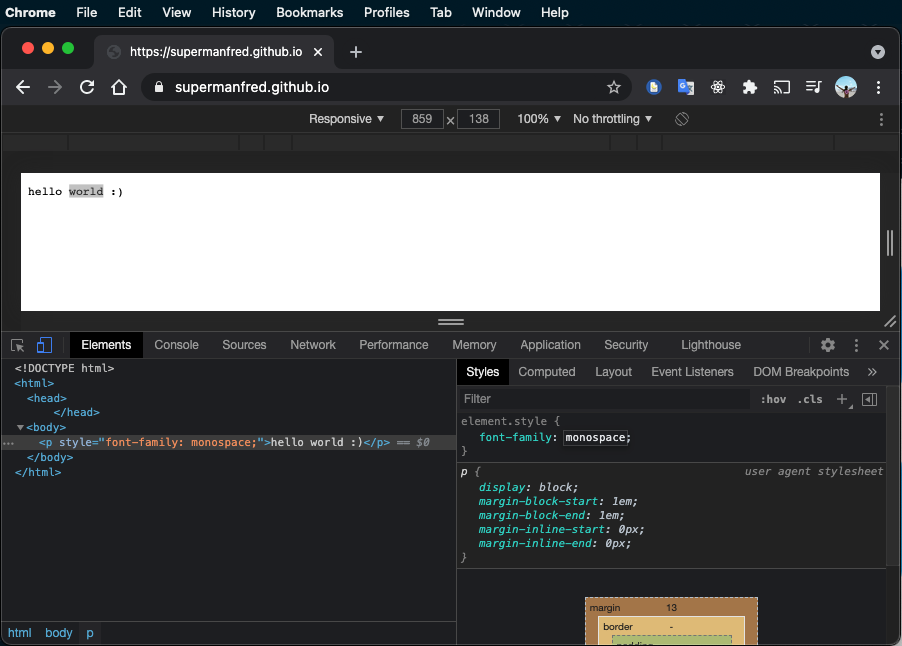 Chrome File Edit View History Bookmarks Profiles Tab Window Help
https://supermanfred.github.io
supermanfred.github.io
Responsive 859 x 138 100% No throttling
hello world :)
Elements Console Sources Network Performance Memory Application Security Lighthouse
<!DOCTYPE html>
<html>
<head>
</head>
<body>
<p style="font-family: monospace;">hello world :)</p> == $0
</body>
</html>
html body p
Styles Computed Layout Event Listeners DOM Breakpoints »
Filter :hov .cls +
element.style {
font-family: monospace;
}
p { user agent stylesheet
display: block;
margin-block-start: 1em;
margin-block-end: 1em;
margin-inline-start: 0px;
margin-inline-end: 0px;
}
margin 13
border -